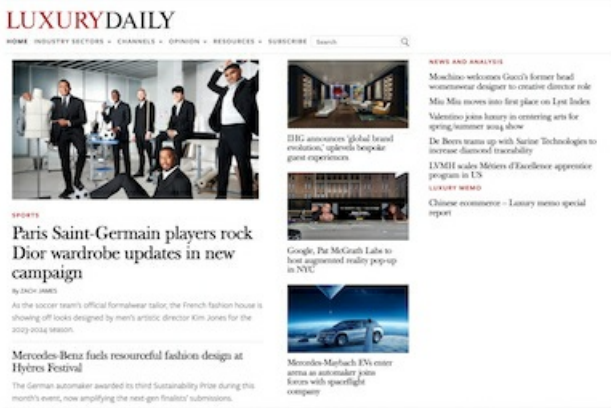 LUXURYDAILY
HOME INDUSTRY SECTORS CHANNELS OPINION RESOURCES SUBSCRIBE Search
SPORTS
Paris Saint-Germain players rock
Dior wardrobe updates in new
campaign
By ZACH JAMES
As the soccer team's official formalwear tailor, the French fashion house is
showing off looks designed by men's artistic director Kim Jones for the
2023-2024 season.
Mercedes-Benz fuels resourceful fashion design at
Hyères Festival
The German automaker awarded its third Sustainability Prize during this
month's event, now amplifying the next-gen finalists' submissions.
IHG announces 'global brand
evolution,' uplevels bespoke
guest experiences
Google, Pat McGrath Labs to
host augmented reality pop-up
in NYC
Mercedes-Maybach EVs enter
arena as automaker joins
forces with spaceflight
company
NEWS AND ANALYSIS
Moschino welcomes Gucci's former head
womenswear designer to creative director role
Miu Miu moves into first place on Lyst Index
Valentino joins luxury in centering arts for
spring/summer 2024 show
De Beers teams up with Sarine Technologies to
increase diamond traceability
LVMH scales Métiers d'Excellence apprentice
program in US
LUXURY MEMO
Chinese ecommerce – Luxury memo special
report